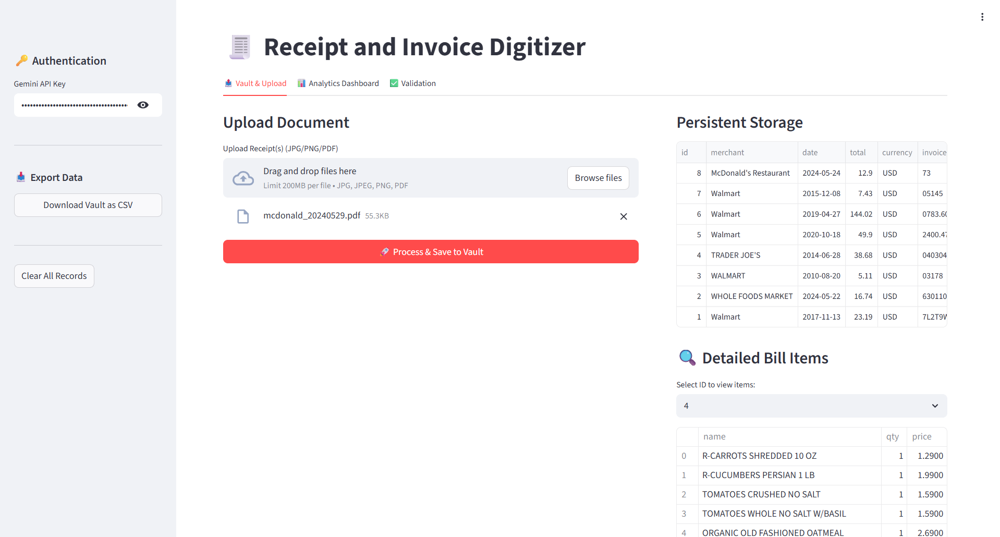 Authentication
Gemini API Key
••••••••••••••••••••••••••••••••••••••
Export Data
Download Vault as CSV
Clear All Records
Receipt and Invoice Digitizer
Vault & Upload Analytics Dashboard Validation
Upload Document
Upload Receipt(s) (JPG/PNG/PDF)
Drag and drop files here
Limit 200MB per file • JPG, JPEG, PNG, PDF
Browse files
mcdonald_20240529.pdf 55.3KB
Process & Save to Vault
Persistent Storage
id merchant date total currency invoice
8 McDonald's Restaurant 2024-05-24 12.9 USD 73
7 Walmart 2015-12-08 7.43 USD 05145
6 Walmart 2019-04-27 144.02 USD 0783.60
5 Walmart 2020-10-18 49.9 USD 2400.47
4 TRADER JOE'S 2014-06-28 38.68 USD 040304
3 WALMART 2010-08-20 5.11 USD 03178
2 WHOLE FOODS MARKET 2024-05-22 16.74 USD 630110
1 Walmart 2017-11-13 23.19 USD 7L2T9W
Detailed Bill Items
Select ID to view items:
4
name qty price
0 R-CARROTS SHREDDED 10 OZ 1 1.2900
1 R-CUCUMBERS PERSIAN 1 LB 1 1.9900
2 TOMATOES CRUSHED NO SALT 1 1.5900
3 TOMATOES WHOLE NO SALT W/BASIL 1 1.5900
4 ORGANIC OLD FASHIONED OATMEAL 1 2.6900